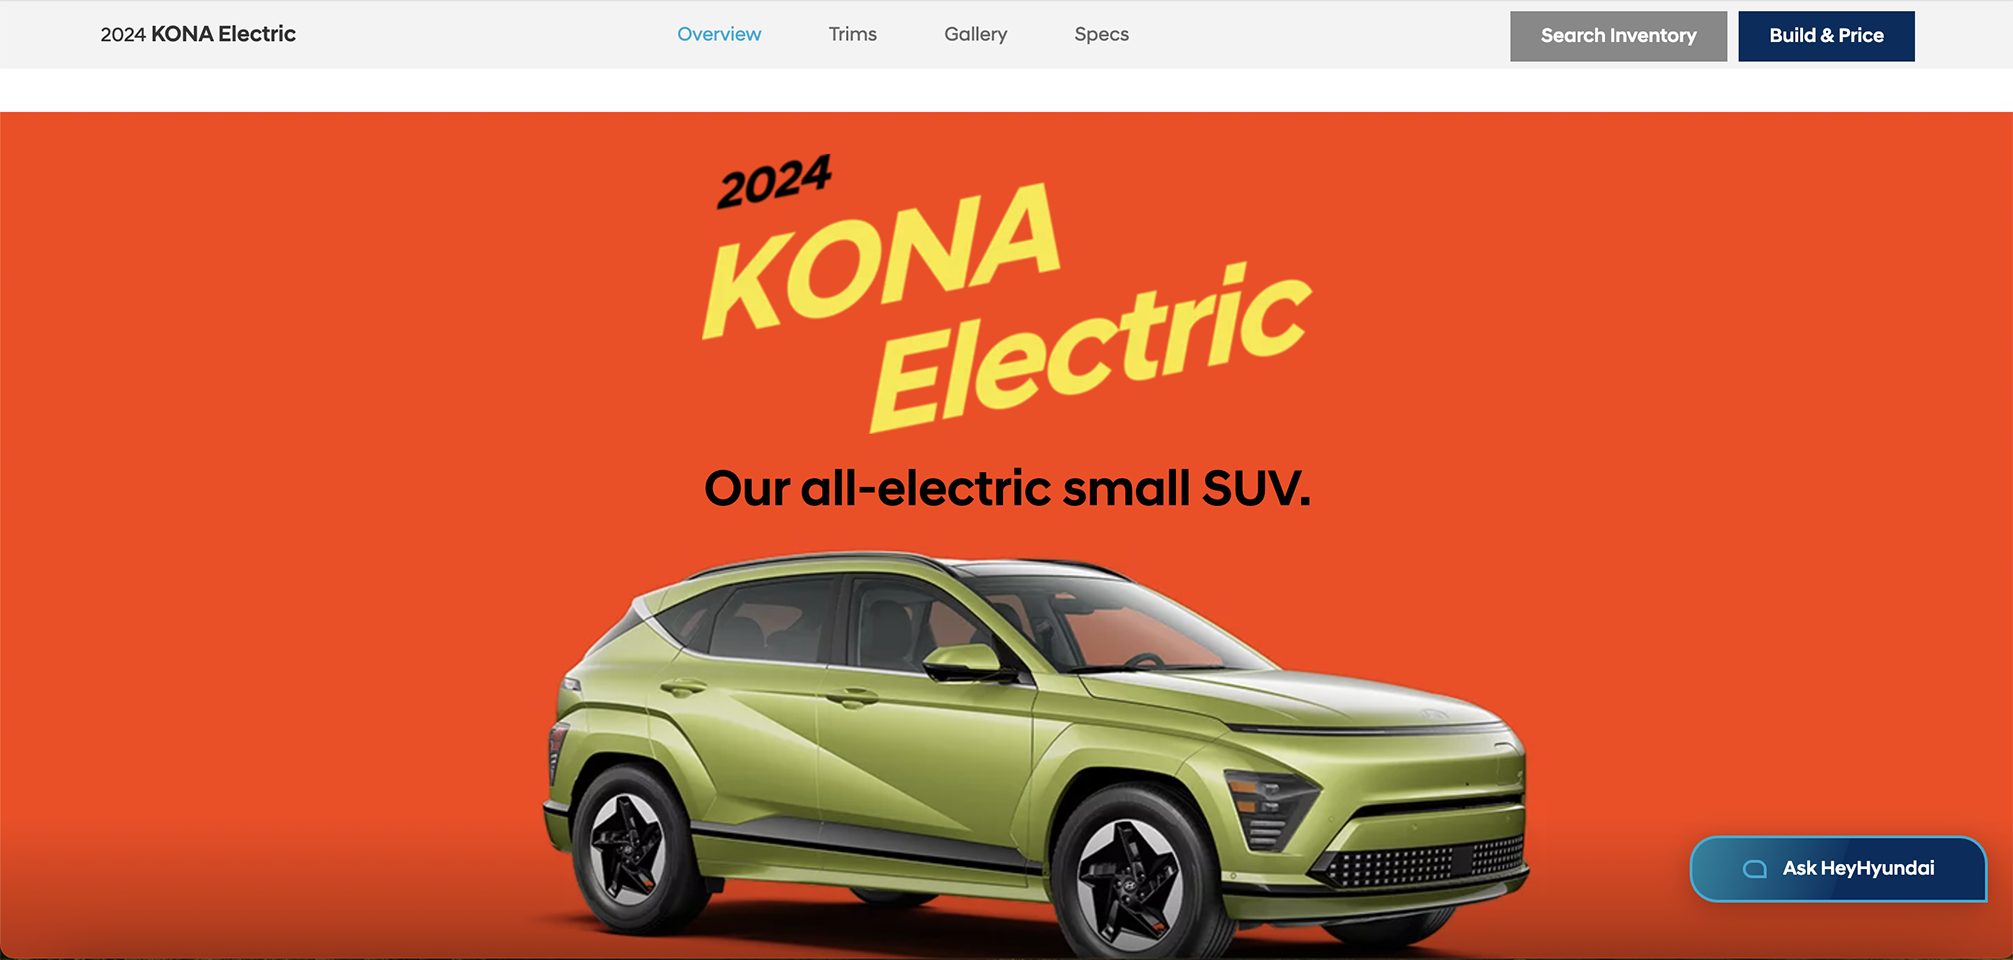 2024 KONA Electric
Overview
Trims
Gallery
Specs
Search Inventory
Build & Price
2024
KONA
Electric
Our all-electric small SUV.
Ask HeyHyundai